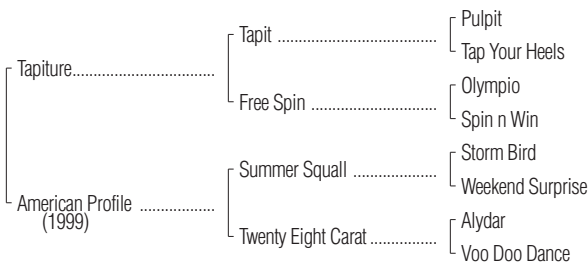 Pulpit
Tapit ........................................
Tap Your Heels
Tapiture....................................
Olympio
Free Spin ................................
Spin n Win
Storm Bird
Summer Squall .....................
Weekend Surprise
American Profile ...................
(1999)
Alydar
Twenty Eight Carat.................
Voo Doo Dance